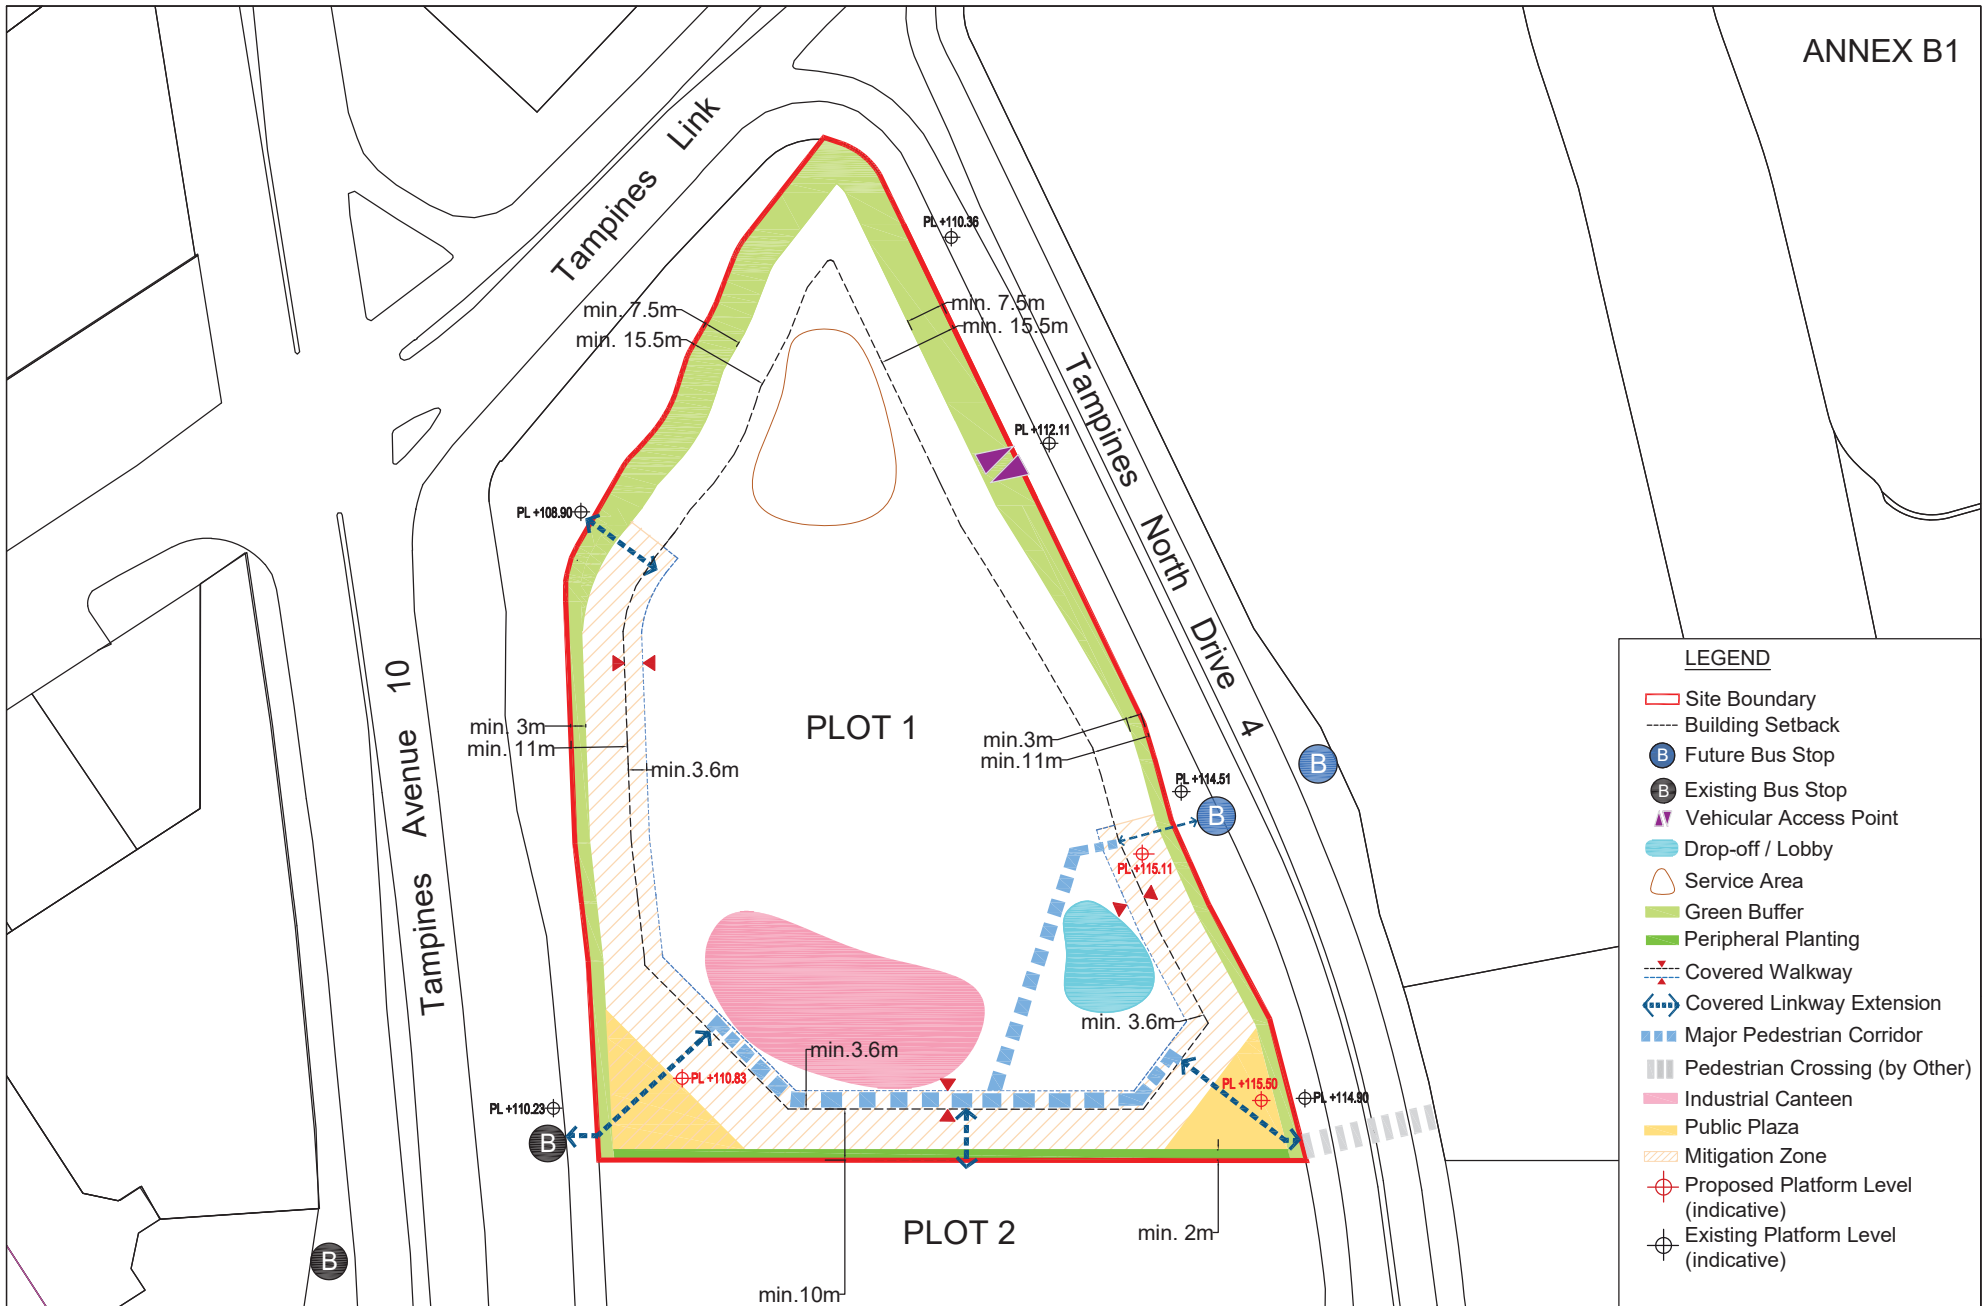 ANNEX B1
Tampines Link
PL +110.36
min. 7.5m
min. 15.5m
min. 7.5m
min. 15.5m
Tampines North Drive 4
PL +112.11
PL +108.90
Tampines Avenue 10
min. 3m
min. 11m
min.3.6m
PLOT 1
min.3m
min.11m
PL +114.51
B
B
PL +115.11
min. 3.6m
min.3.6m
PL +110.83
PL +115.50
PL +114.90
PL +110.23
B
B
PLOT 2
min. 2m
min.10m
LEGEND
Site Boundary
Building Setback
B Future Bus Stop
B Existing Bus Stop
Vehicular Access Point
Drop-off / Lobby
Service Area
Green Buffer
Peripheral Planting
Covered Walkway
Covered Linkway Extension
Major Pedestrian Corridor
Pedestrian Crossing (by Other)
Industrial Canteen
Public Plaza
Mitigation Zone
Proposed Platform Level
(indicative)
Existing Platform Level
(indicative)